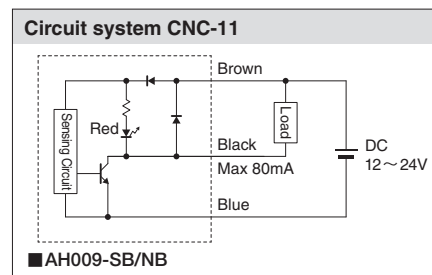 Circuit system CNC-11
Brown
Red
Sensing Circuit
Load
Black
Max 80mA
DC
12～24V
Blue
■AH009-SB/NB